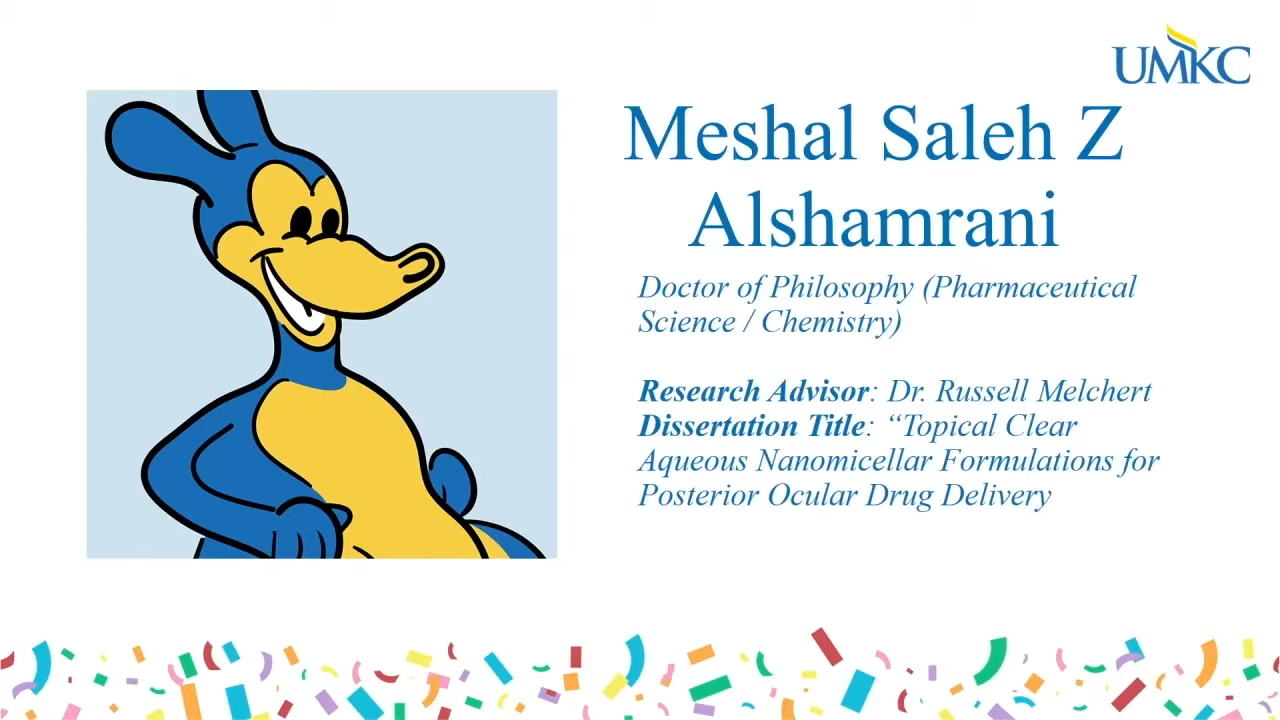 UMKC
Meshal Saleh Z
Alshamrani
Doctor of Philosophy (Pharmaceutical
Science / Chemistry)
Research Advisor: Dr. Russell Melchert
Dissertation Title: “Topical Clear
Aqueous Nanomicellar Formulations for
Posterior Ocular Drug Delivery